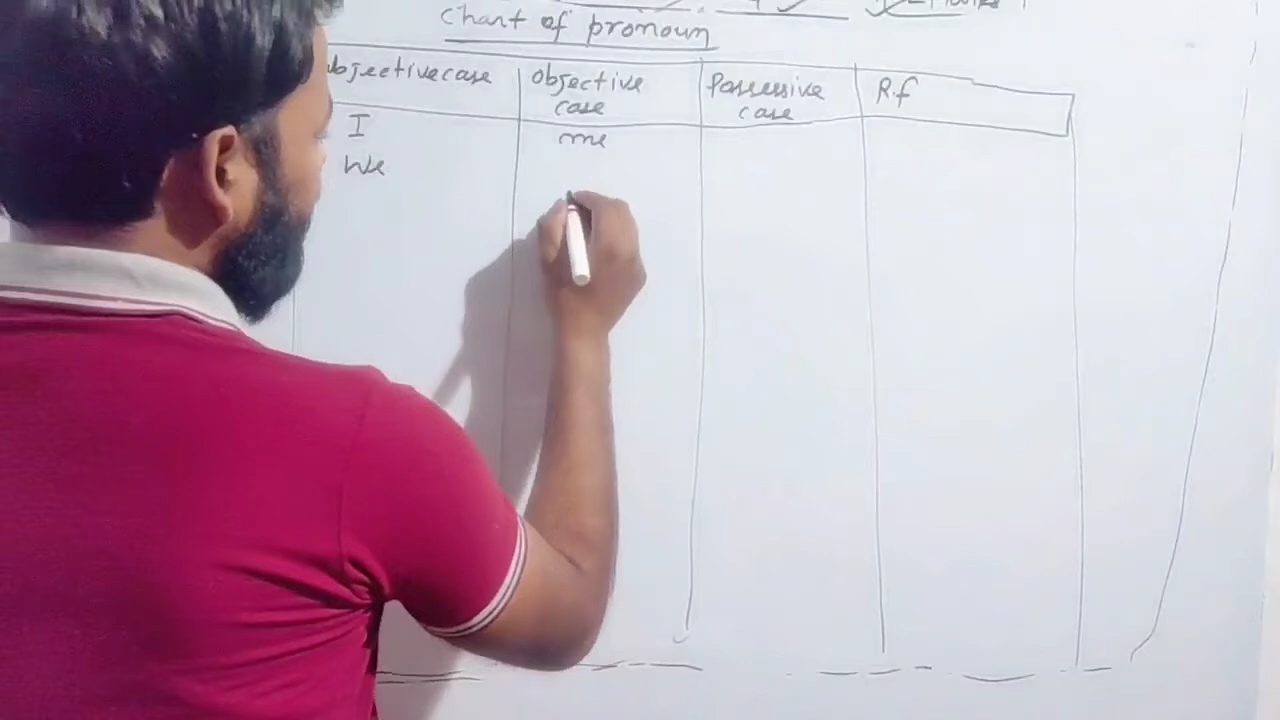 chart of pronoun
bjective case
objective
case
Possessive
case
R.f
I
me
We